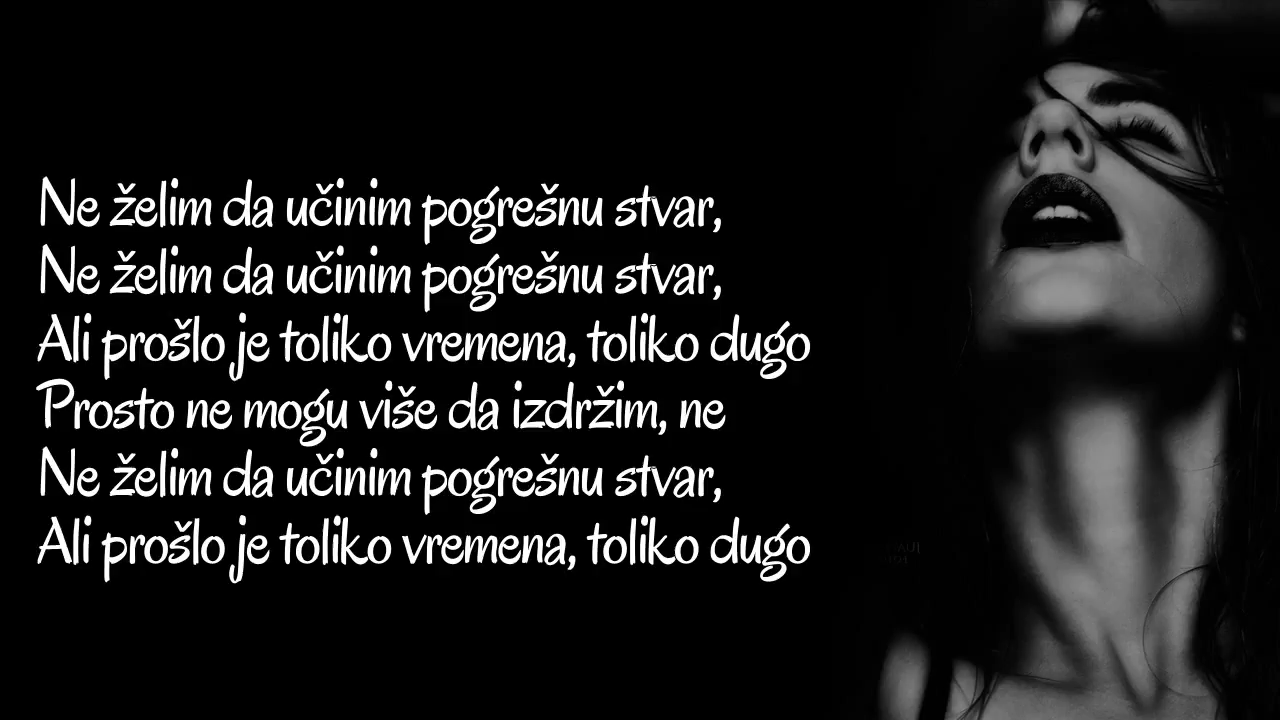 Ne želim da učinim pogrešnu stvar,
Ne želim da učinim pogrešnu stvar,
Ali prošlo je toliko vremena, toliko dugo
Prosto ne mogu više da izdržim, ne
Ne želim da učinim pogrešnu stvar,
Ali prošlo je toliko vremena, toliko dugo